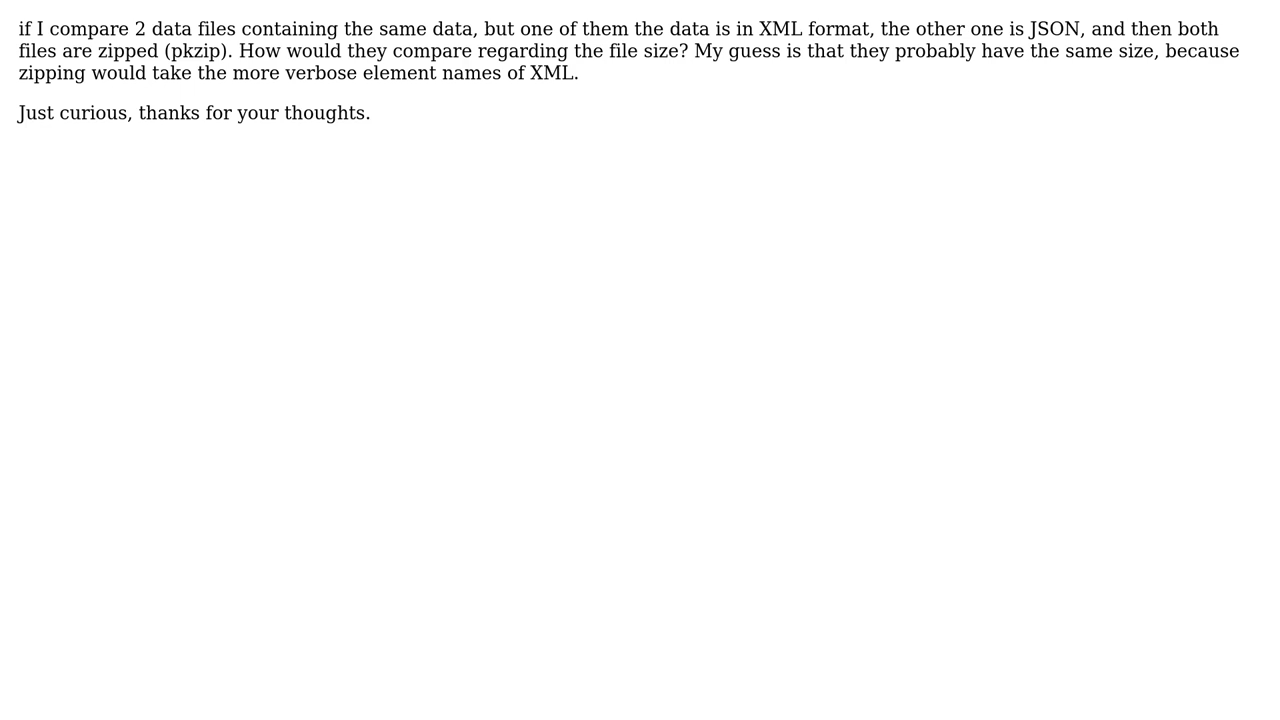 if I compare 2 data files containing the same data, but one of them the data is in XML format, the other one is JSON, and then both
files are zipped (pkzip). How would they compare regarding the file size? My guess is that they probably have the same size, because
zipping would take the more verbose element names of XML.
Just curious, thanks for your thoughts.